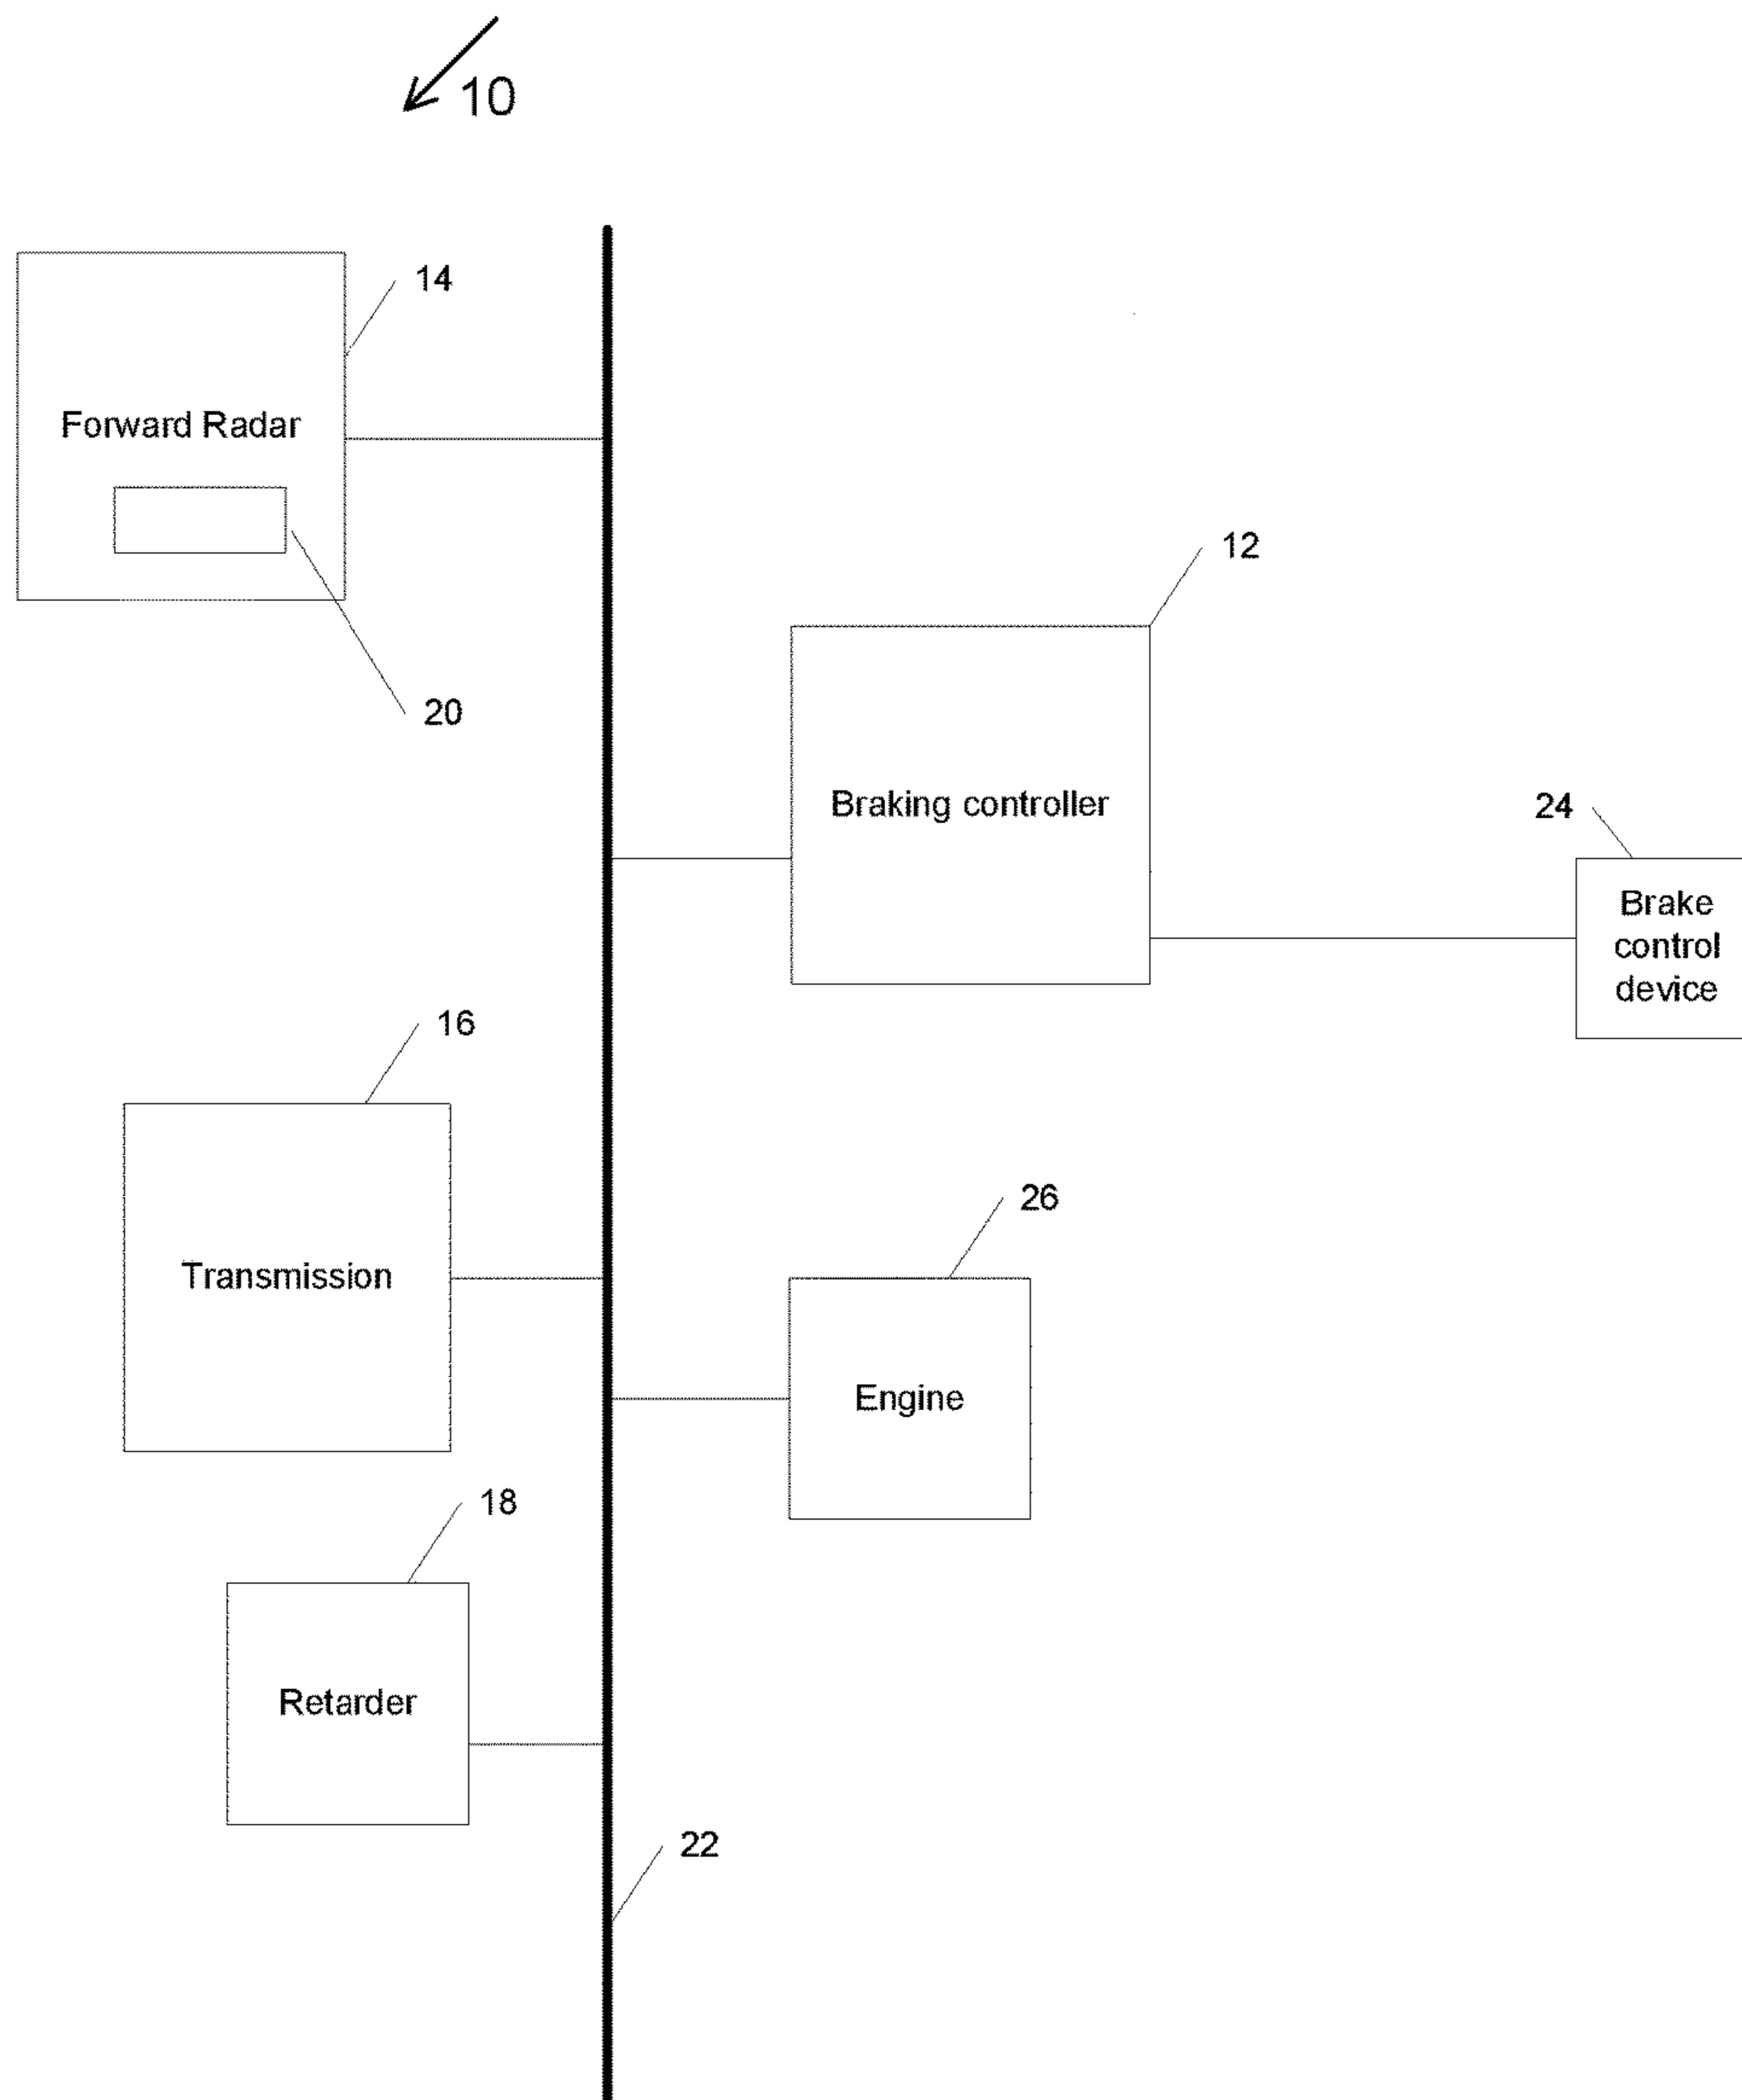 10
14
Forward Radar
20
12
Braking controller
24
Brake
control
device
16
Transmission
26
Engine
18
Retarder
22